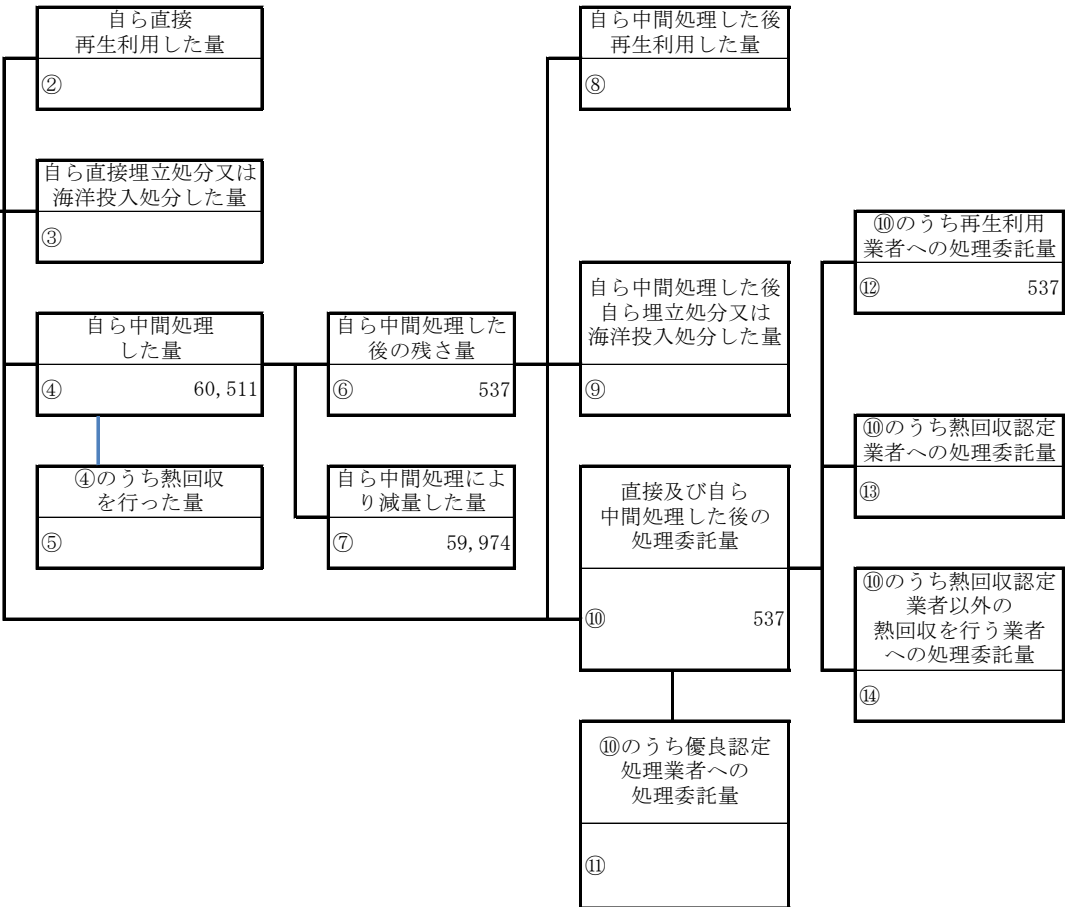 自ら直接
再生利用した量
②
自ら直接埋立処分又は
海洋投入処分した量
③
自ら中間処理
した量
④ 60,511
④のうち熱回収
を行った量
⑤
自ら中間処理した
後の残さ量
⑥ 537
自ら中間処理によ
り減量した量
⑦ 59,974
自ら中間処理した後
再生利用した量
⑧
自ら中間処理した後
自ら埋立処分又は
海洋投入処分した量
⑨
直接及び自ら
中間処理した後の
処理委託量
⑩ 537
⑩のうち優良認定
処理業者への
処理委託量
⑪
⑩のうち再生利用
業者への処理委託量
⑫ 537
⑩のうち熱回収認定
業者への処理委託量
⑬
⑩のうち熱回収認定
業者以外の
熱回収を行う業者
への処理委託量
⑭